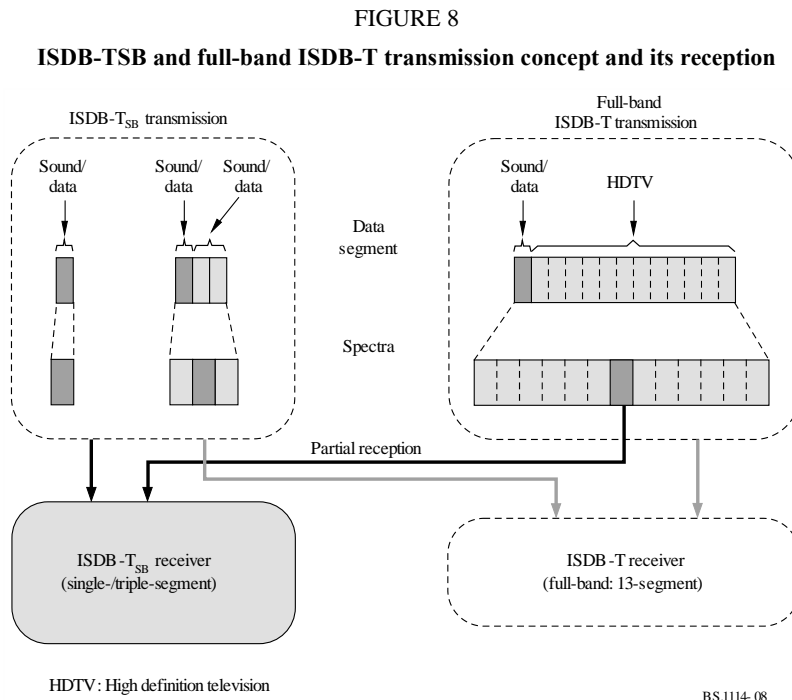 FIGURE 8
ISDB-TSB and full-band ISDB-T transmission concept and its reception
ISDB-TSB transmission
Full-band
ISDB-T transmission
Sound/
data
Sound/
data
Sound/
data
Sound/
data
HDTV
Data
segment
Spectra
Partial reception
ISDB-TSB receiver
(single-/triple-segment)
ISDB-T receiver
(full-band: 13-segment)
HDTV: High definition television
BS.1114-08